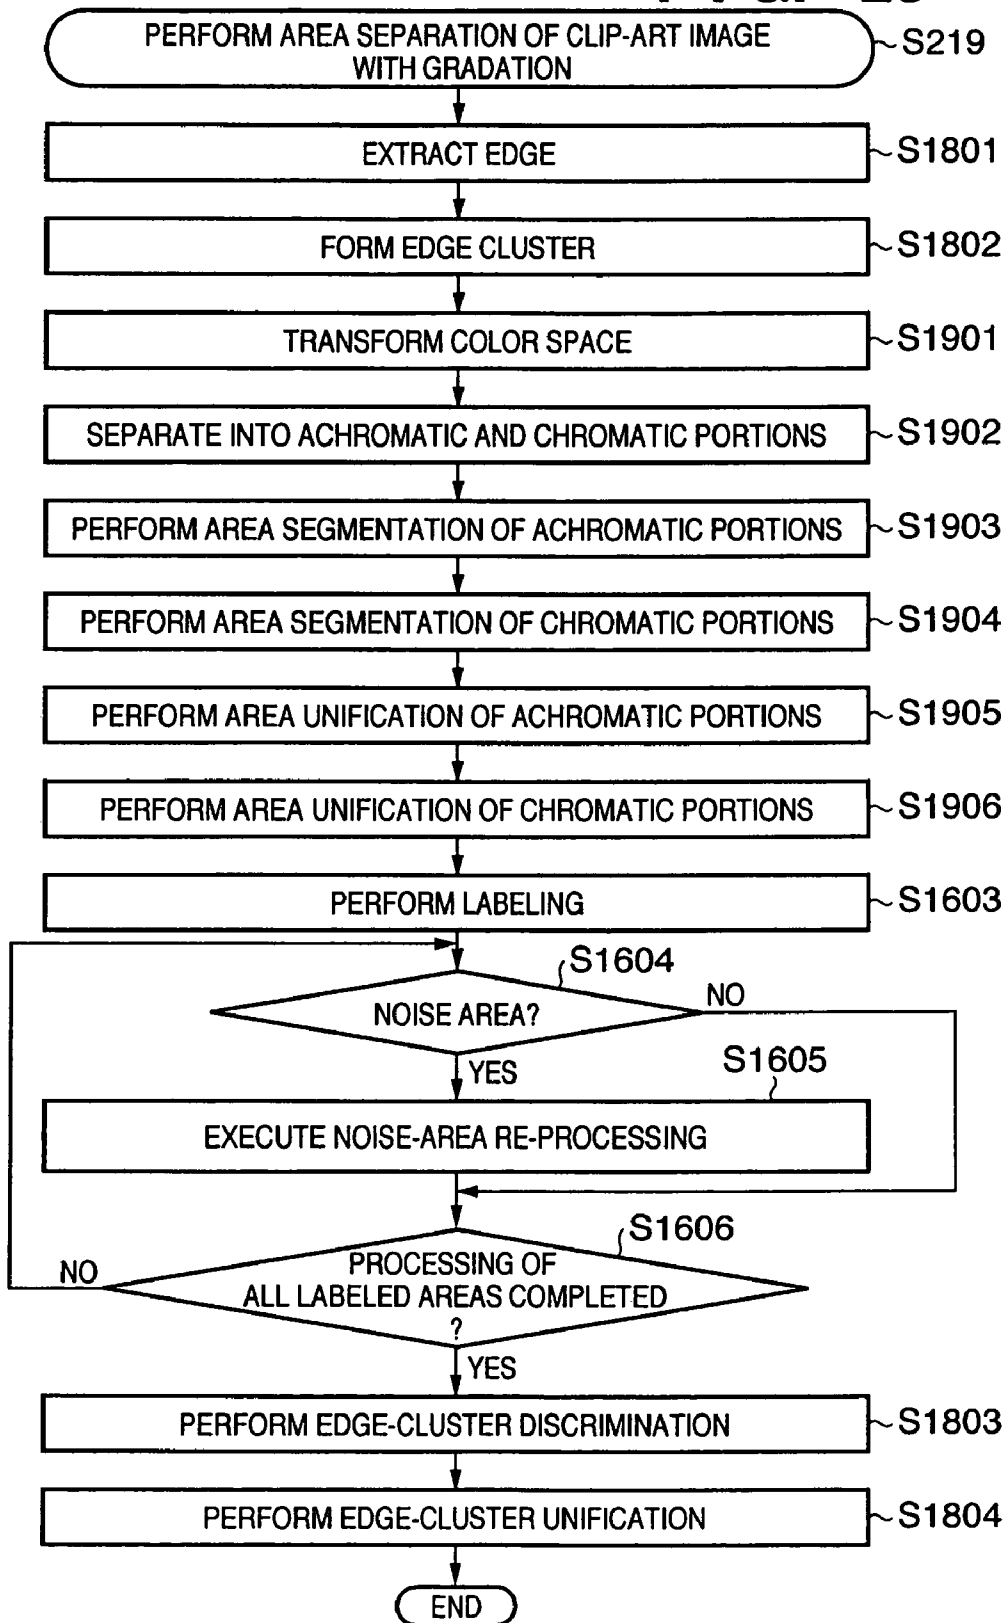 PERFORM AREA SEPARATION OF CLIP-ART IMAGE
WITH GRADATION
S219
EXTRACT EDGE
S1801
FORM EDGE CLUSTER
S1802
TRANSFORM COLOR SPACE
S1901
SEPARATE INTO ACHROMATIC AND CHROMATIC PORTIONS
S1902
PERFORM AREA SEGMENTATION OF ACHROMATIC PORTIONS
S1903
PERFORM AREA SEGMENTATION OF CHROMATIC PORTIONS
S1904
PERFORM AREA UNIFICATION OF ACHROMATIC PORTIONS
S1905
PERFORM AREA UNIFICATION OF CHROMATIC PORTIONS
S1906
PERFORM LABELING
S1603
S1604
NOISE AREA?
NO
YES
S1605
EXECUTE NOISE-AREA RE-PROCESSING
S1606
PROCESSING OF
ALL LABELED AREAS COMPLETED
?
NO
YES
PERFORM EDGE-CLUSTER DISCRIMINATION
S1803
PERFORM EDGE-CLUSTER UNIFICATION
S1804
END